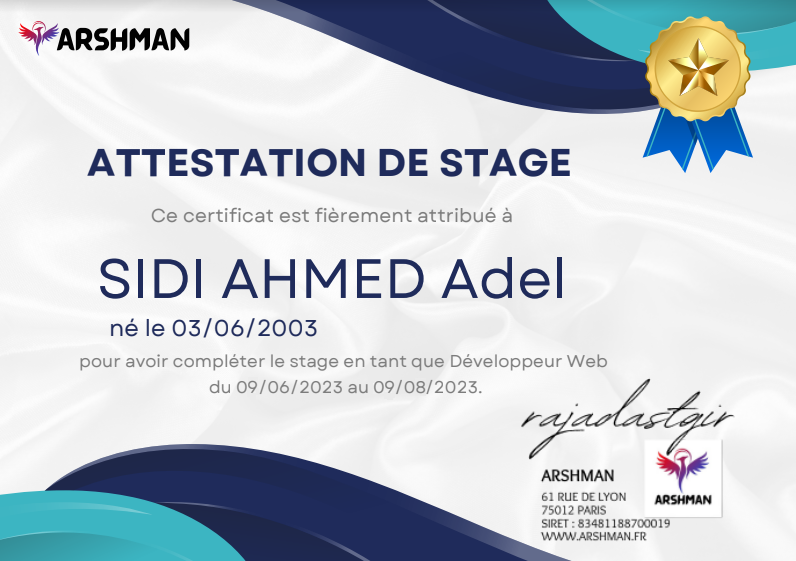 ARSHMAN
ATTESTATION DE STAGE
Ce certificat est fièrement attribué à
SIDI AHMED Adel
né le 03/06/2003
pour avoir compléter le stage en tant que Développeur Web
du 09/06/2023 au 09/08/2023.
rajadastgir
ARSHMAN
61 RUE DE LYON
75012 PARIS
SIRET : 83481188700019
WWW.ARSHMAN.FR
ARSHMAN